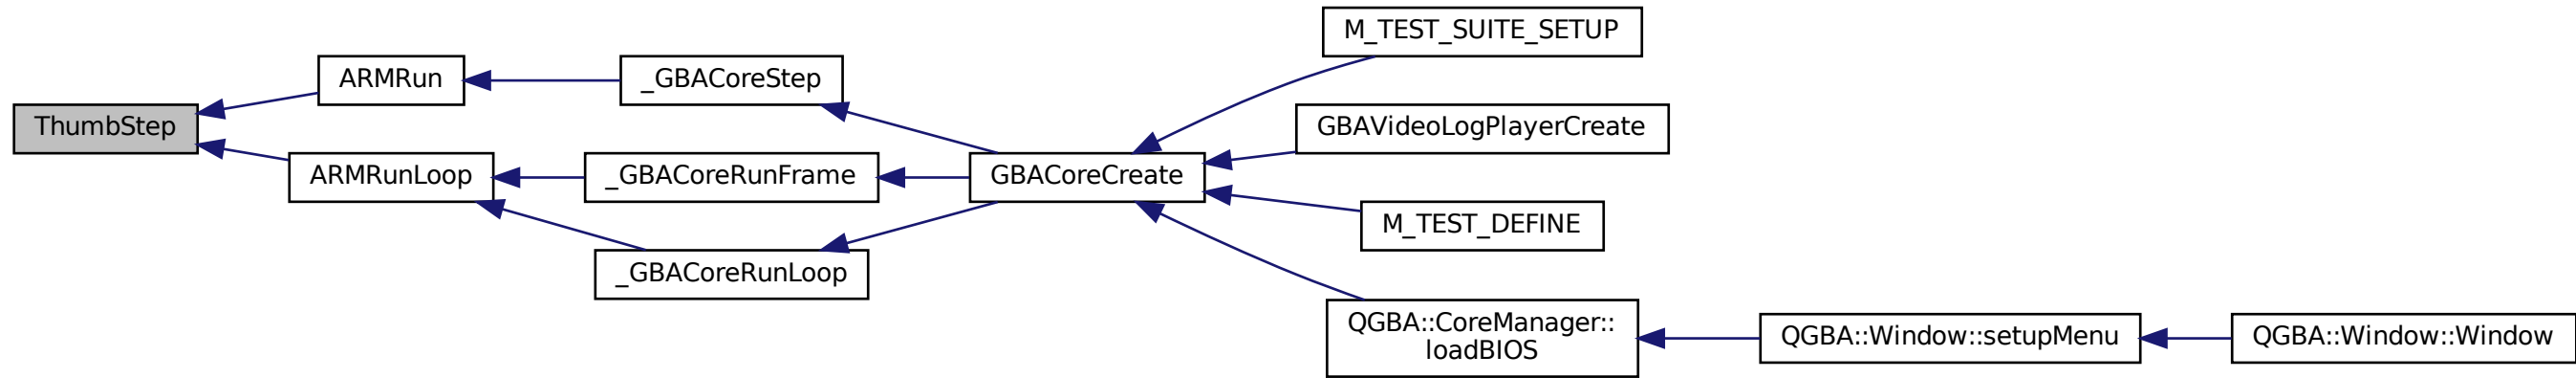 ThumbStep
ARMRun
ARMRunLoop
_GBACoreStep
_GBACoreRunFrame
_GBACoreRunLoop
GBACoreCreate
M_TEST_SUITE_SETUP
GBAVideoLogPlayerCreate
M_TEST_DEFINE
QGBA::CoreManager::
loadBIOS
QGBA::Window::setupMenu
QGBA::Window::Window